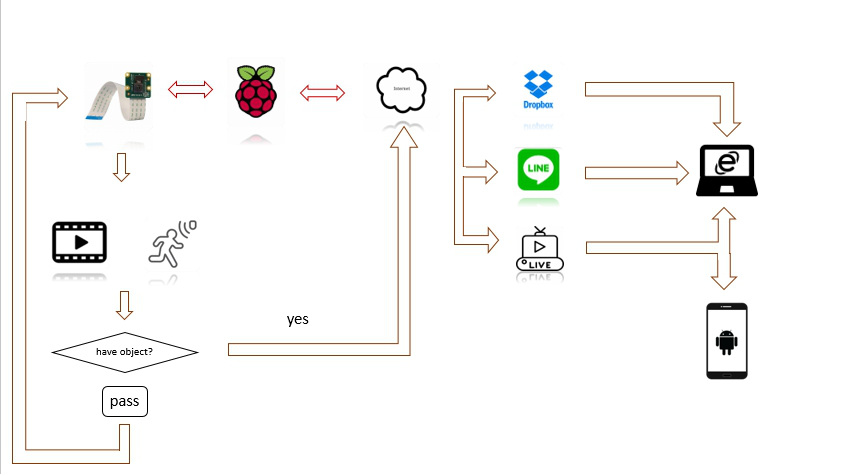 Internet
Dropbox
LINE
LIVE
yes
have object?
pass